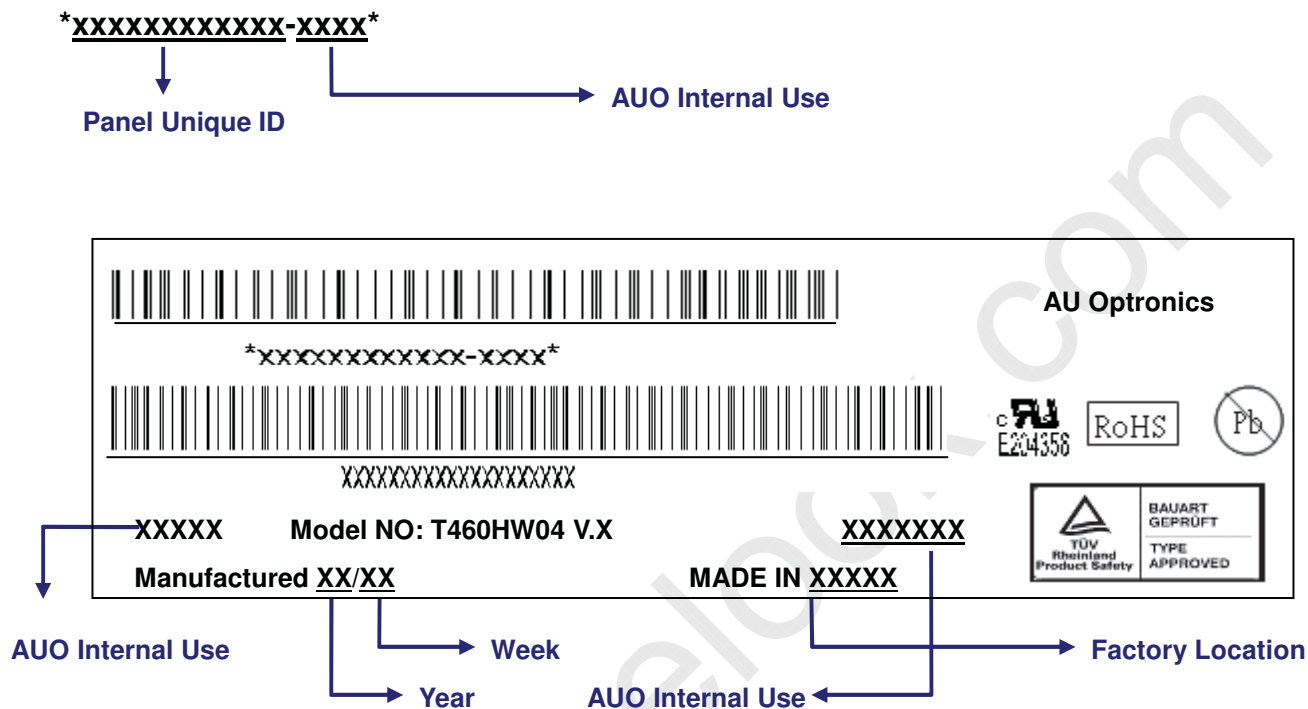 *xxxxxxxxxxxx-xxxx*
AUO Internal Use
Panel Unique ID
AU Optronics
*xxxxxxxxxxxx-xxxx*
c E204356
RoHS
Pb
XXXXXXXXXXXXXXXXXXXX
XXXXX Model NO: T460HW04 V.X XXXXXXX
TÜV
Rheinland
Product Safety
BAUART
GEPRÜFT
TYPE
APPROVED
Manufactured XX/XX MADE IN XXXXX
AUO Internal Use
Week
Factory Location
Year
AUO Internal Use